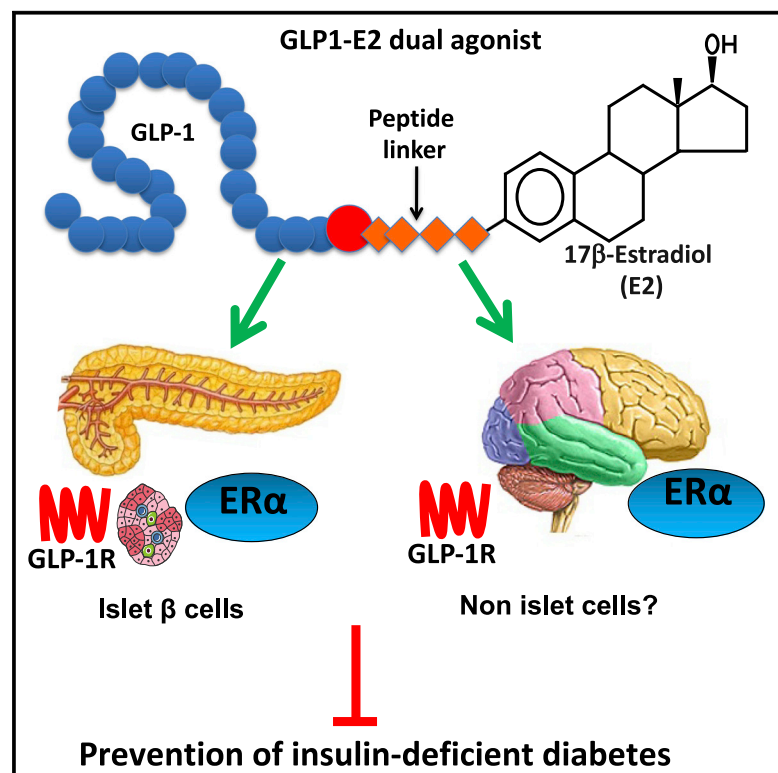 GLP1-E2 dual agonist
OH
GLP-1
Peptide
linker
17β-Estradiol
(E2)
ERα
GLP-1R
Islet β cells
ERα
GLP-1R
Non islet cells?
Prevention of insulin-deficient diabetes